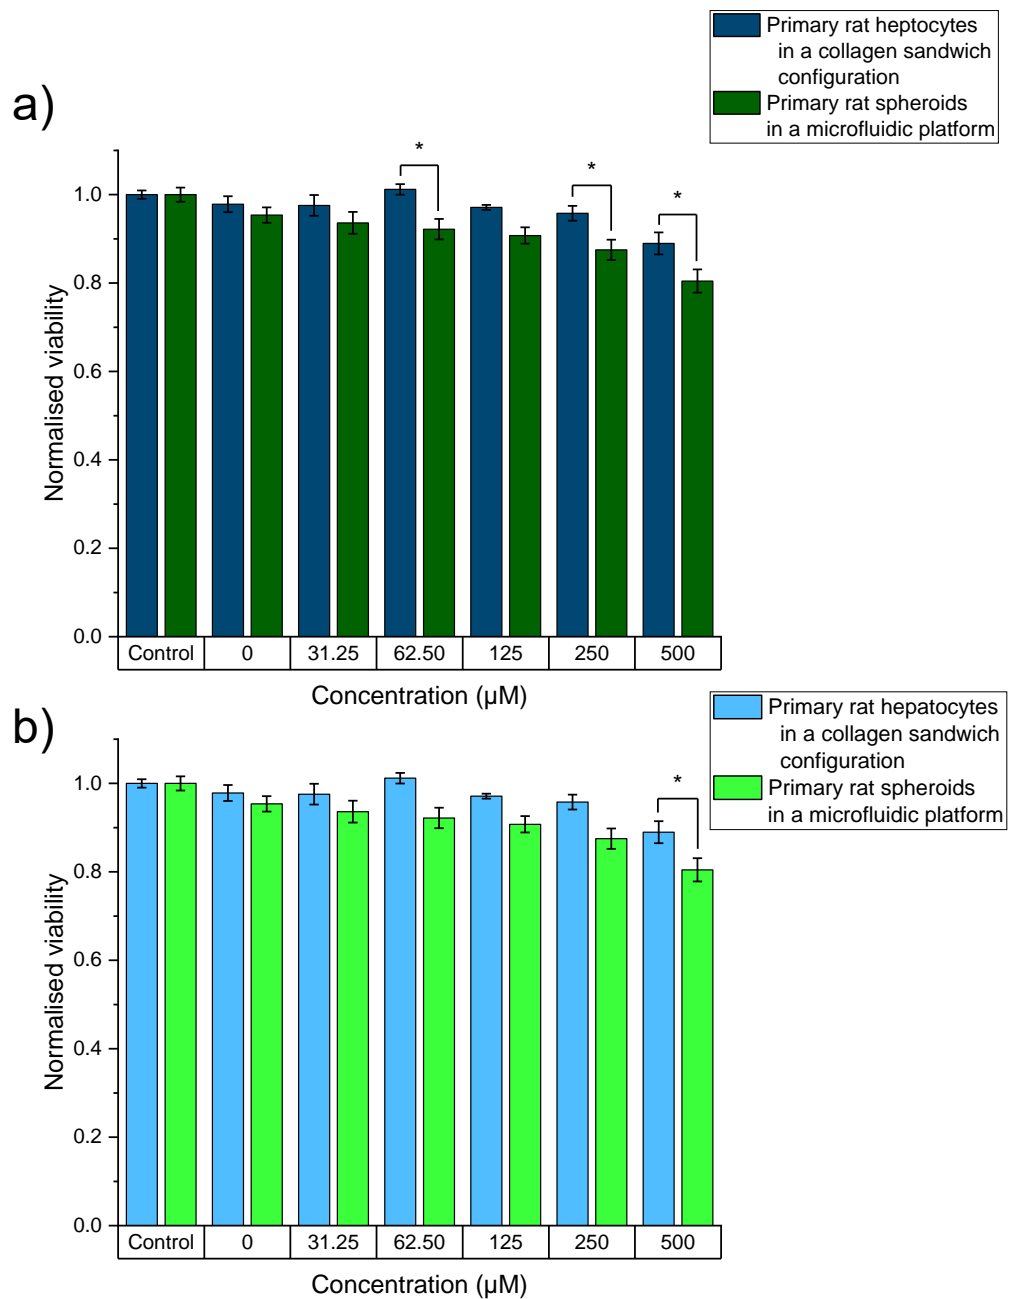 Primary rat heptocytes
in a collagen sandwich
configuration
Primary rat spheroids
in a microfluidic platform
a)
* * *
1.0
0.8
0.6
0.4
0.2
0.0
Normalised viability
Control 0 31.25 62.50 125 250 500
Concentration (µM)
Primary rat hepatocytes
in a collagen sandwich
configuration
Primary rat spheroids
in a microfluidic platform
b)
*
1.0
0.8
0.6
0.4
0.2
0.0
Normalised viability
Control 0 31.25 62.50 125 250 500
Concentration (µM)